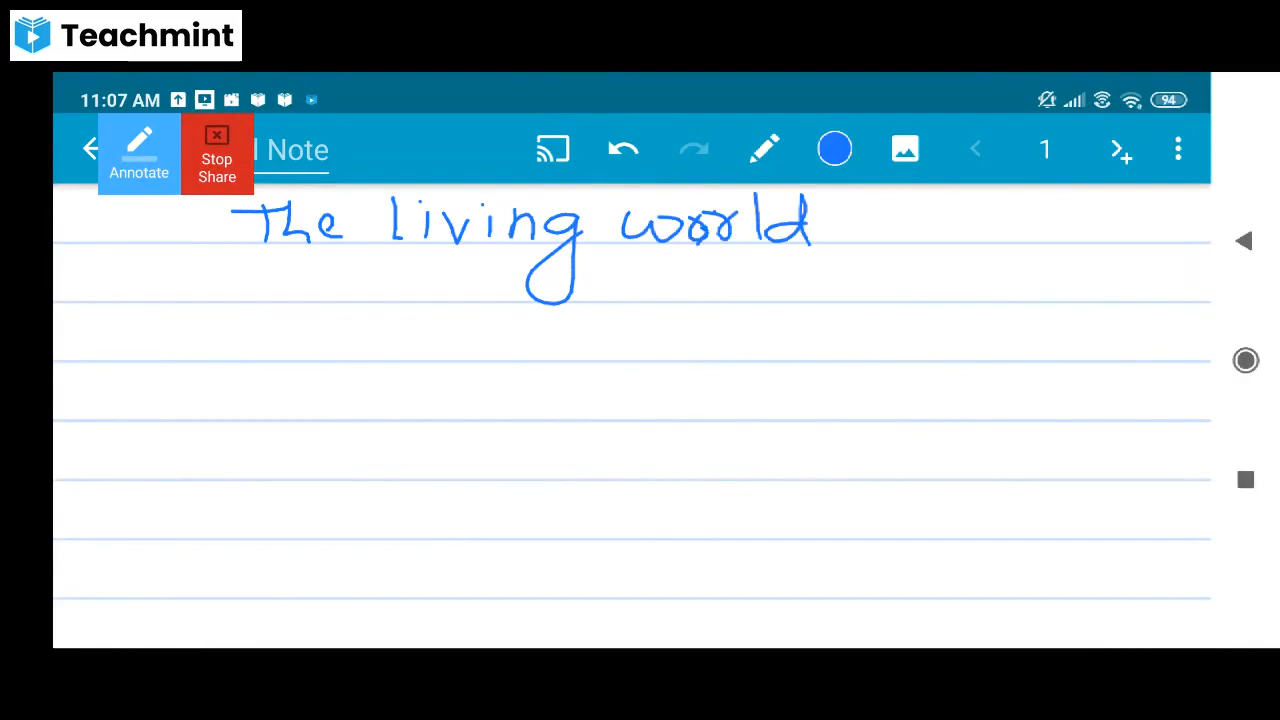 Teachmint
11:07 AM 94
Annotate Stop Share l Note 1
The living world